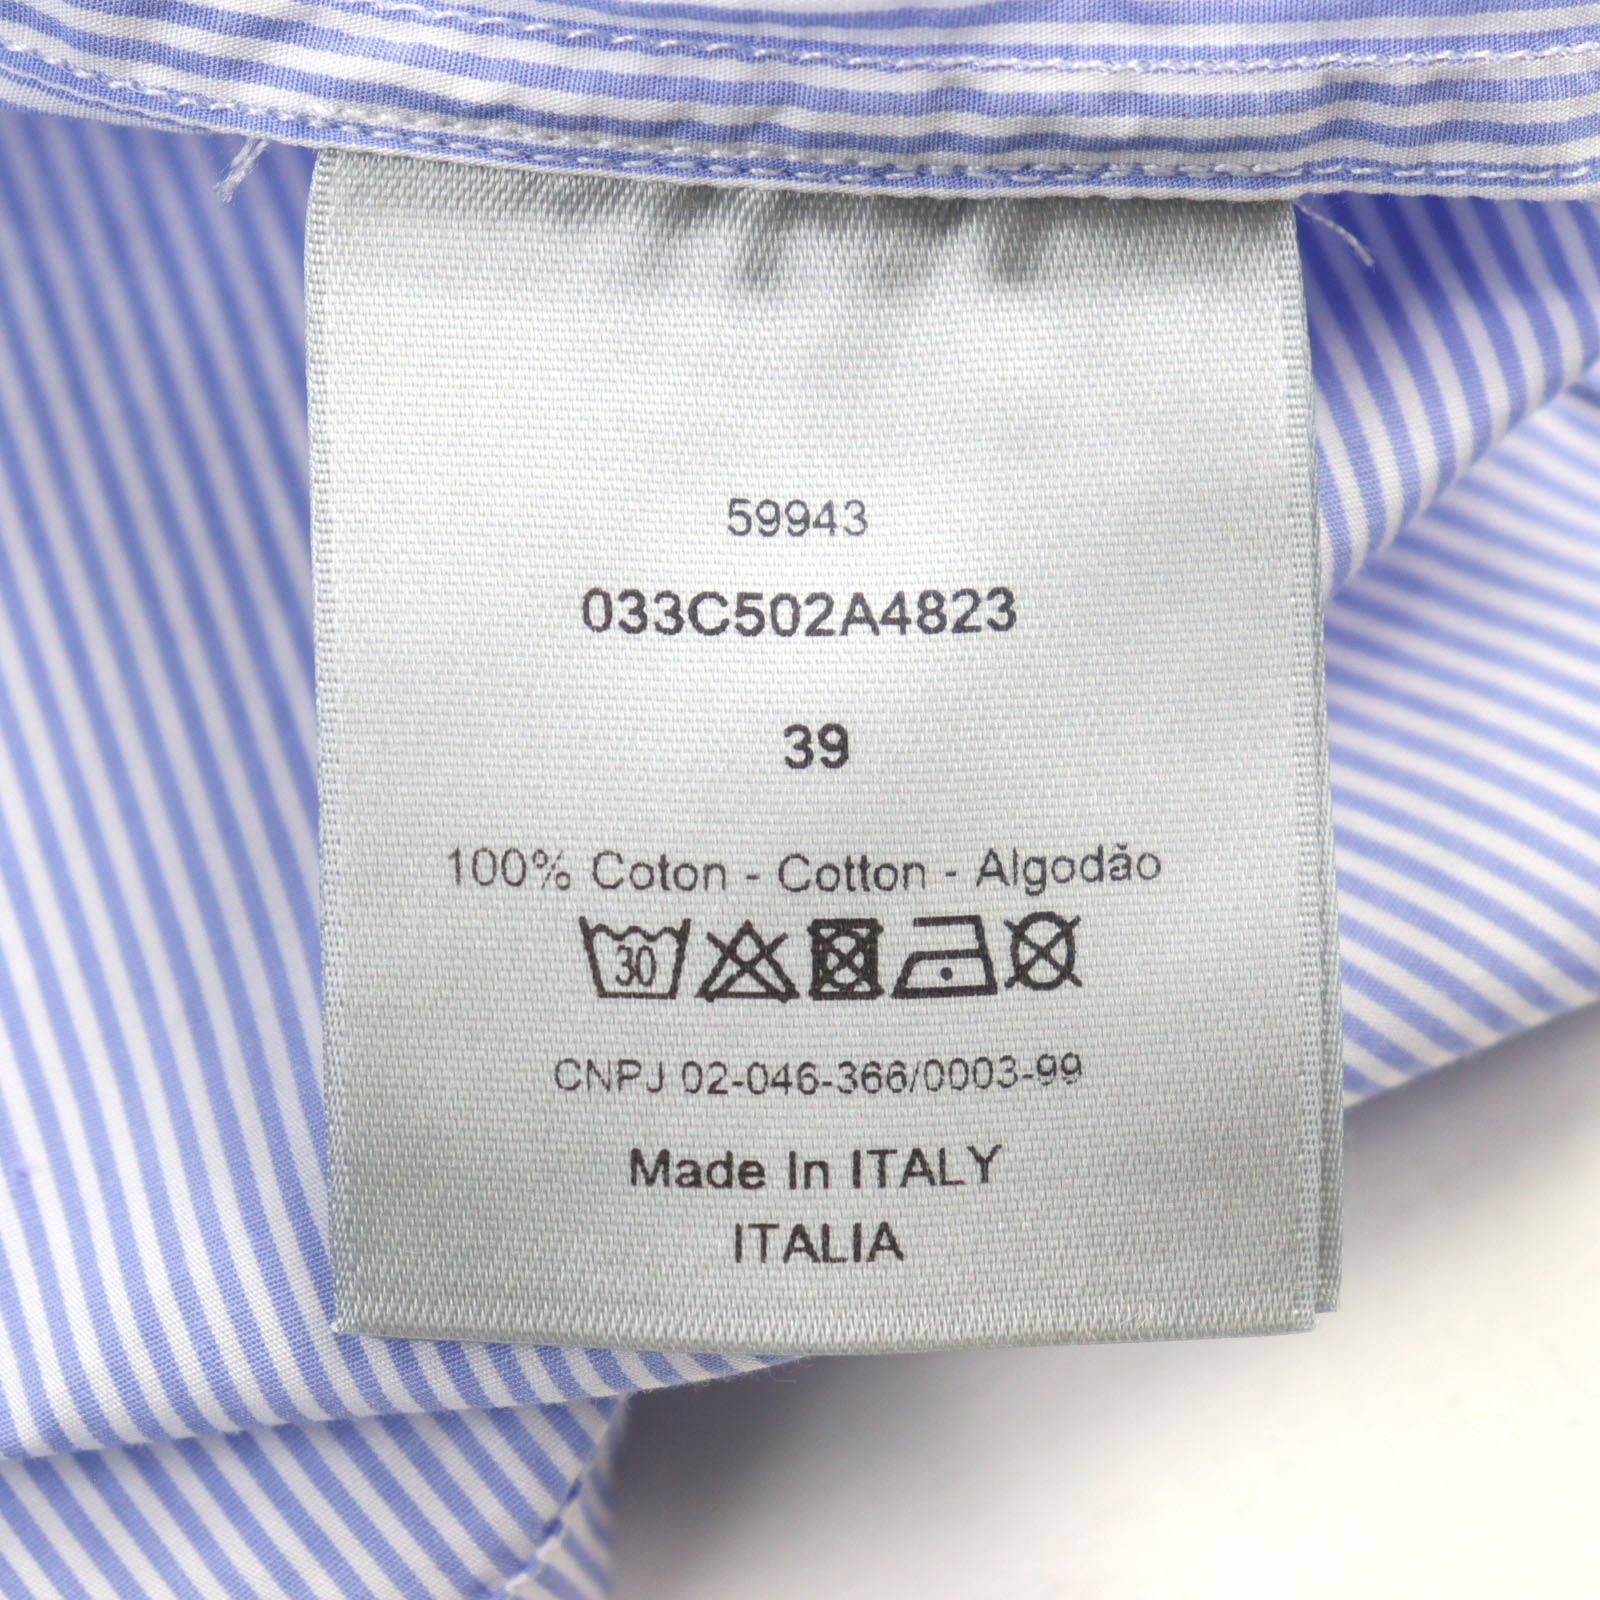 59943
033C502A4823
39
100% Coton - Cotton - Algodão
30
CNPJ 02-046-366/0003-99
Made In ITALY
ITALIA